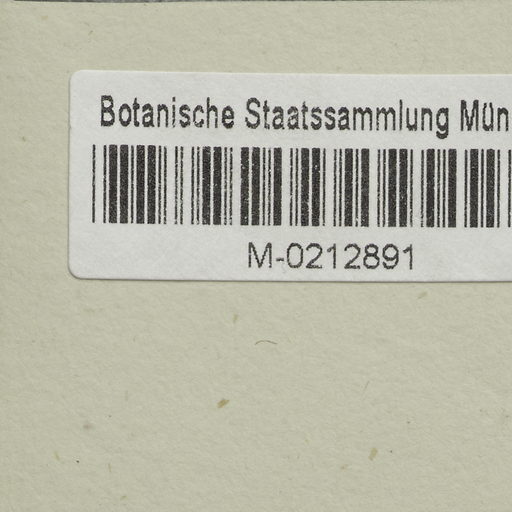 Botanische Staatssammlung Mün
M-0212891